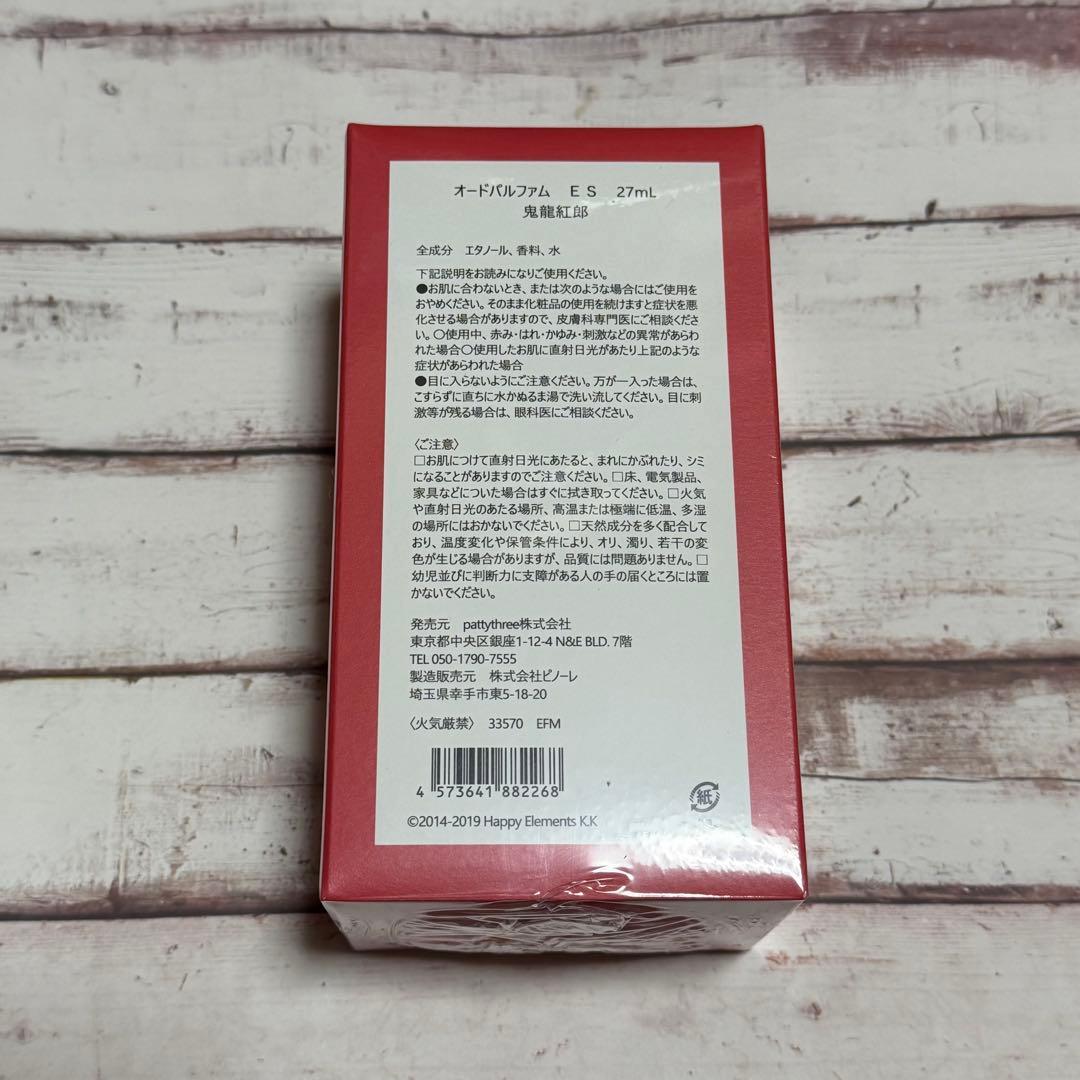 オードパルファム　ES　27mL
鬼龍紅郎
全成分　エタノール、香料、水
下記説明をお読みになりご使用ください。
●お肌に合わないとき、または次のような場合にはご使用を
おやめください。そのまま化粧品の使用を続けますと症状を悪
化させる場合がありますので、皮膚科専門医にご相談くださ
い。○使用中、赤み・はれ・かゆみ・刺激などの異常があらわ
れた場合○使用したお肌に直射日光があたり上記のような
症状があらわれた場合
●目に入らないようにご注意ください。万が一入った場合は、
こすらずに直ちに水かぬるま湯で洗い流してください。目に刺
激等が残る場合は、眼科医にご相談ください。
〈ご注意〉
□お肌につけて直射日光にあたると、まれにかぶれたり、シミ
になることがありますのでご注意ください。□床、電気製品、
家具などについた場合はすぐに拭き取ってください。□火気
や直射日光のあたる場所、高温または極端に低温、多湿
の場所にはおかないでください。□天然成分を多く配合して
おり、温度変化や保管条件により、オリ、濁り、若干の変
色が生じる場合がありますが、品質には問題ありません。□
幼児並びに判断力に支障がある人の手の届くところには置
かないでください。
発売元　pattythree株式会社
東京都中央区銀座1-12-4 N&E BLD. 7階
TEL 050-1790-7555
製造販売元　株式会社ピノーレ
埼玉県幸手市東5-18-20
〈火気厳禁〉　33570　EFM
4 573641 882268
紙
©2014-2019 Happy Elements K.K